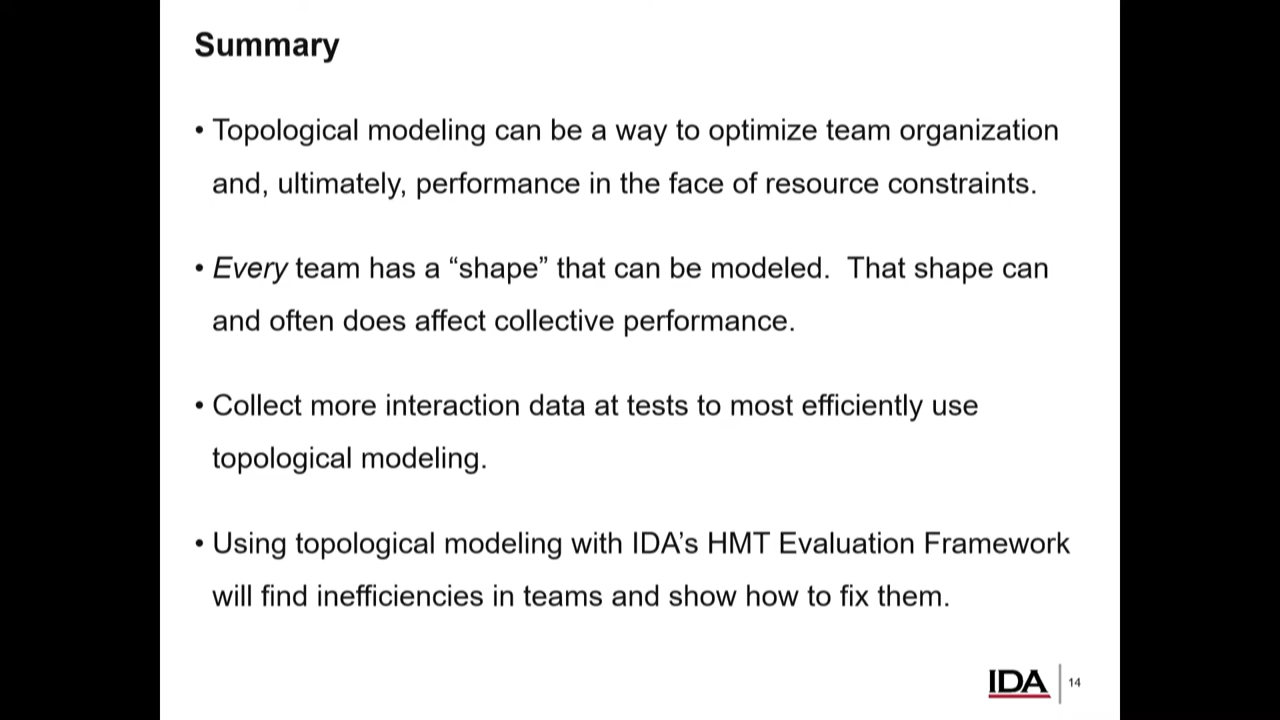 Summary
• Topological modeling can be a way to optimize team organization
and, ultimately, performance in the face of resource constraints.
• Every team has a “shape” that can be modeled.  That shape can
and often does affect collective performance.
• Collect more interaction data at tests to most efficiently use
topological modeling.
• Using topological modeling with IDA’s HMT Evaluation Framework
will find inefficiencies in teams and show how to fix them.
IDA
14